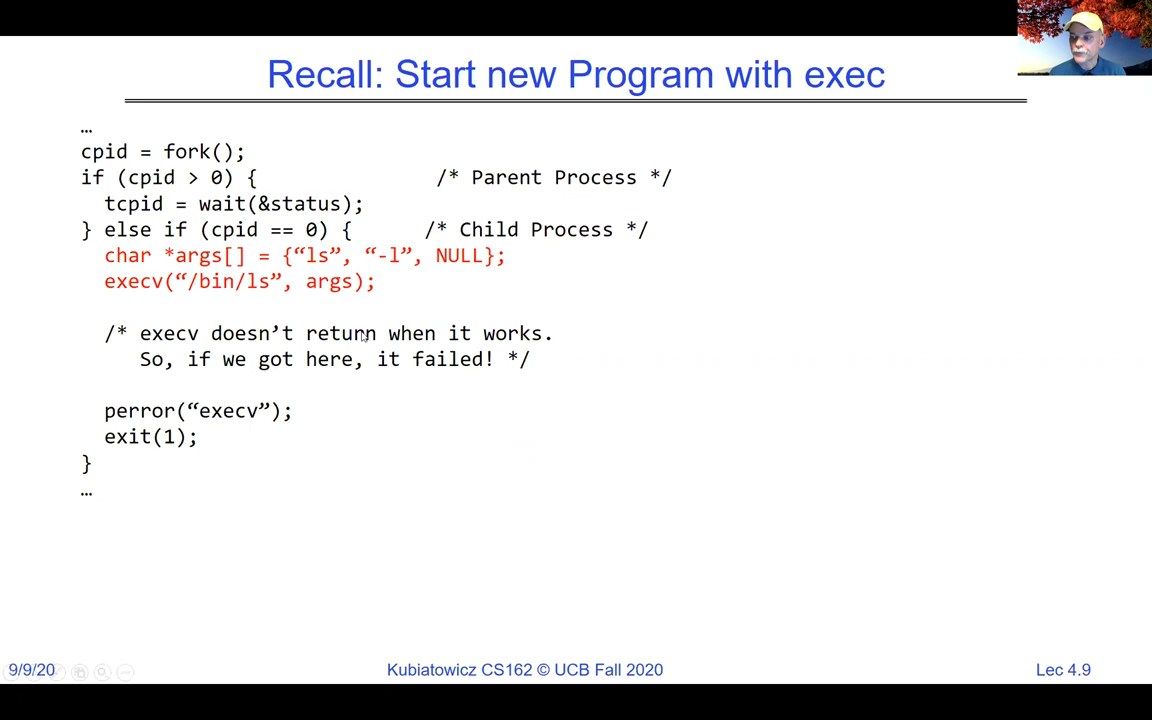 Recall: Start new Program with exec
…
cpid = fork();
if (cpid > 0) { /* Parent Process */
tcpid = wait(&status);
} else if (cpid == 0) { /* Child Process */
char *args[] = {“ls”, “-l”, NULL};
execv(“/bin/ls”, args);
/* execv doesn’t return when it works.
So, if we got here, it failed! */
perror(“execv”);
exit(1);
}
…
9/9/20 Kubiatowicz CS162 © UCB Fall 2020 Lec 4.9